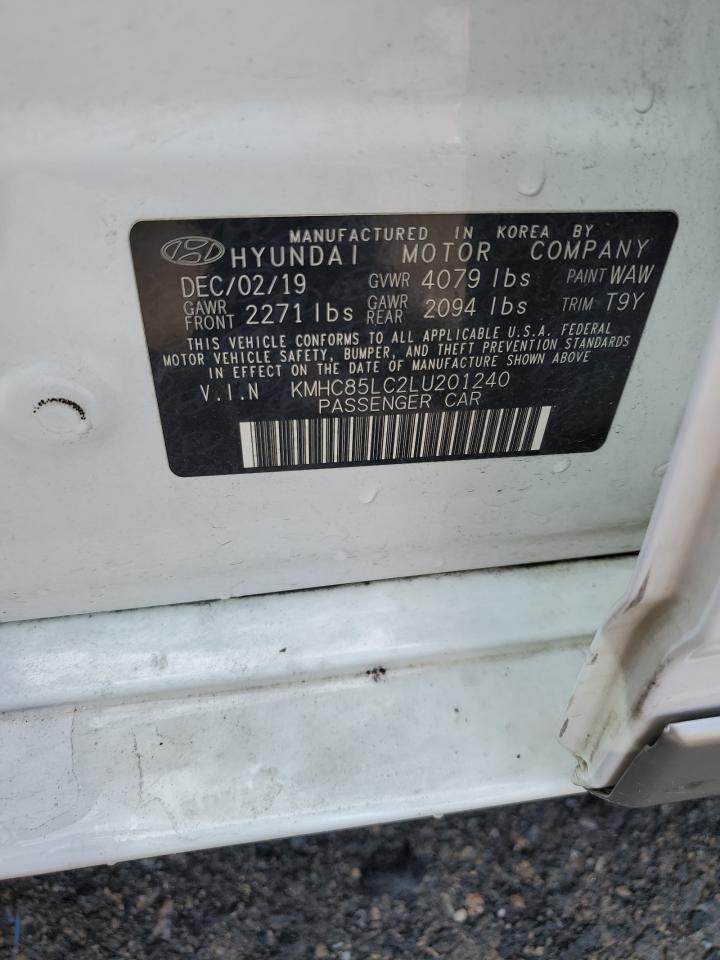 MANUFACTURED IN KOREA BY
HYUNDAI MOTOR COMPANY
DEC/02/19 GVWR 4079 lbs PAINT WAW
GAWR FRONT 2271 lbs GAWR REAR 2094 lbs TRIM T9Y
THIS VEHICLE CONFORMS TO ALL APPLICABLE U.S.A. FEDERAL
MOTOR VEHICLE SAFETY, BUMPER, AND THEFT PREVENTION STANDARDS
IN EFFECT ON THE DATE OF MANUFACTURE SHOWN ABOVE
V.I.N KMHC85LC2LU201240
PASSENGER CAR